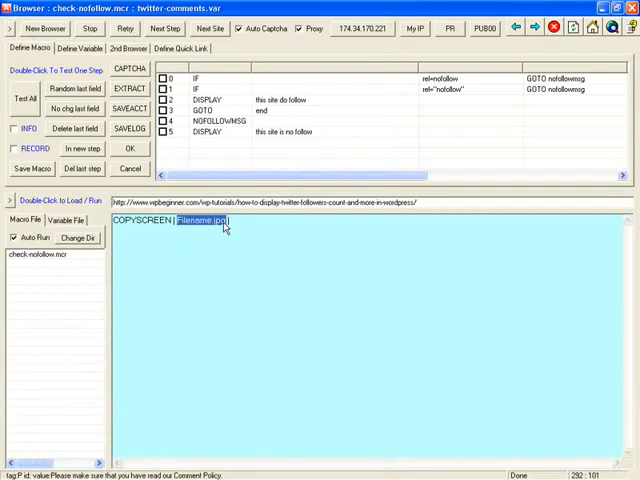 Browser : check-nofollow.mcr : twitter-comments.var
> New Browser Stop Retry Next Step Next Site Auto Captcha Proxy 174.34.170.221 My IP PR PUB00
Define Macro Define Variable 2nd Browser Define Quick Link
Double-Click To Test One Step CAPTCHA
Test All Random last field EXTRACT
No chg last field SAVEACCT
INFO Delete last field SAVELOG
RECORD In new step OK
Save Macro Del last step Cancel
0 IF rel=nofollow GOTO nofollowmsg
1 IF rel="nofollow" GOTO nofollowmsg
2 DISPLAY this site do follow
3 GOTO end
4 NOFOLLOWMSG
5 DISPLAY this site is no follow
> Double-Click to Load / Run http://www.wpbeginner.com/wp-tutorials/how-to-display-twitter-followers-count-and-more-in-wordpress/
Macro File Variable File
Auto Run Change Dir
check-nofollow.mcr
COPYSCREEN | Filename.jpg |
tag:P id: value:Please make sure that you have read our Comment Policy. Done 292 : 101